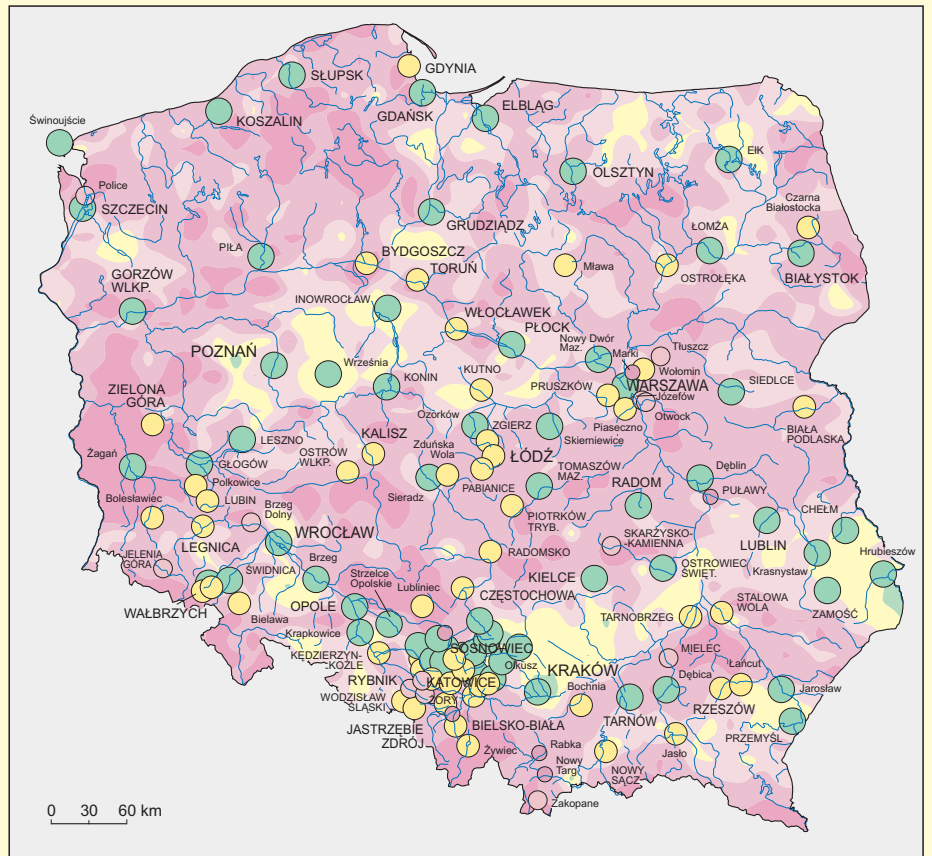 GDYNIA
SŁUPSK
GDAŃSK
ELBLĄG
KOSZALIN
Świnoujście
EŁK
OLSZTYN
Police
SZCZECIN
Czarna
Białostocka
GRUDZIĄDZ
ŁOMŻA
PIŁA
BYDGOSZCZ
TORUŃ
Mława
OSTROŁĘKA
BIAŁYSTOK
GORZÓW
WLKP.
INOWROCŁAW
WŁOCŁAWEK
PŁOCK
Nowy Dwór
Maz.
Marki
Tłuszcz
Wołomin
POZNAŃ
Września
KONIN
KUTNO
PRUSZKÓW
WARSZAWA
Józefów
Otwock
SIEDLCE
ZIELONA
GÓRA
Piaseczno
BIAŁA
PODLASKA
Ozorków
ZGIERZ
Skierniewice
LESZNO
KALISZ
Zduńska
Wola
ŁÓDŹ
Żagań
GŁOGÓW
OSTRÓW
WLKP.
TOMASZÓW
MAZ.
Dęblin
Polkowice
Sieradz
PABIANICE
RADOM
PUŁAWY
Bolesławiec
LUBIN
Brzeg
Dolny
PIOTRKÓW
TRYB.
CHEŁM
LEGNICA
WROCŁAW
SKARŻYSKO-
-KAMIENNA
LUBLIN
JELENIA
GÓRA
Brzeg
RADOMSKO
Hrubieszów
ŚWIDNICA
Strzelce
Opolskie
Lubliniec
KIELCE
OSTROWIEC
ŚWIĘT.
Krasnystaw
WAŁBRZYCH
Bielawa
OPOLE
CZĘSTOCHOWA
STALOWA
WOLA
ZAMOŚĆ
Krapkowice
TARNOBRZEG
KĘDZIERZYN-
-KOŹLE
SOSNOWIEC
Olkusz
KRAKÓW
MIELEC
Łańcut
RYBNIK
KATOWICE
Bochnia
Dębica
Jarosław
WODZISŁAW
ŚLĄSKI
ŻORY
TARNÓW
RZESZÓW
JASTRZĘBIE
ZDRÓJ
BIELSKO-BIAŁA
PRZEMYŚL
Żywiec
Rabka
Jasło
Nowy
Targ
NOWY
SĄCZ
Zakopane
0 30 60 km